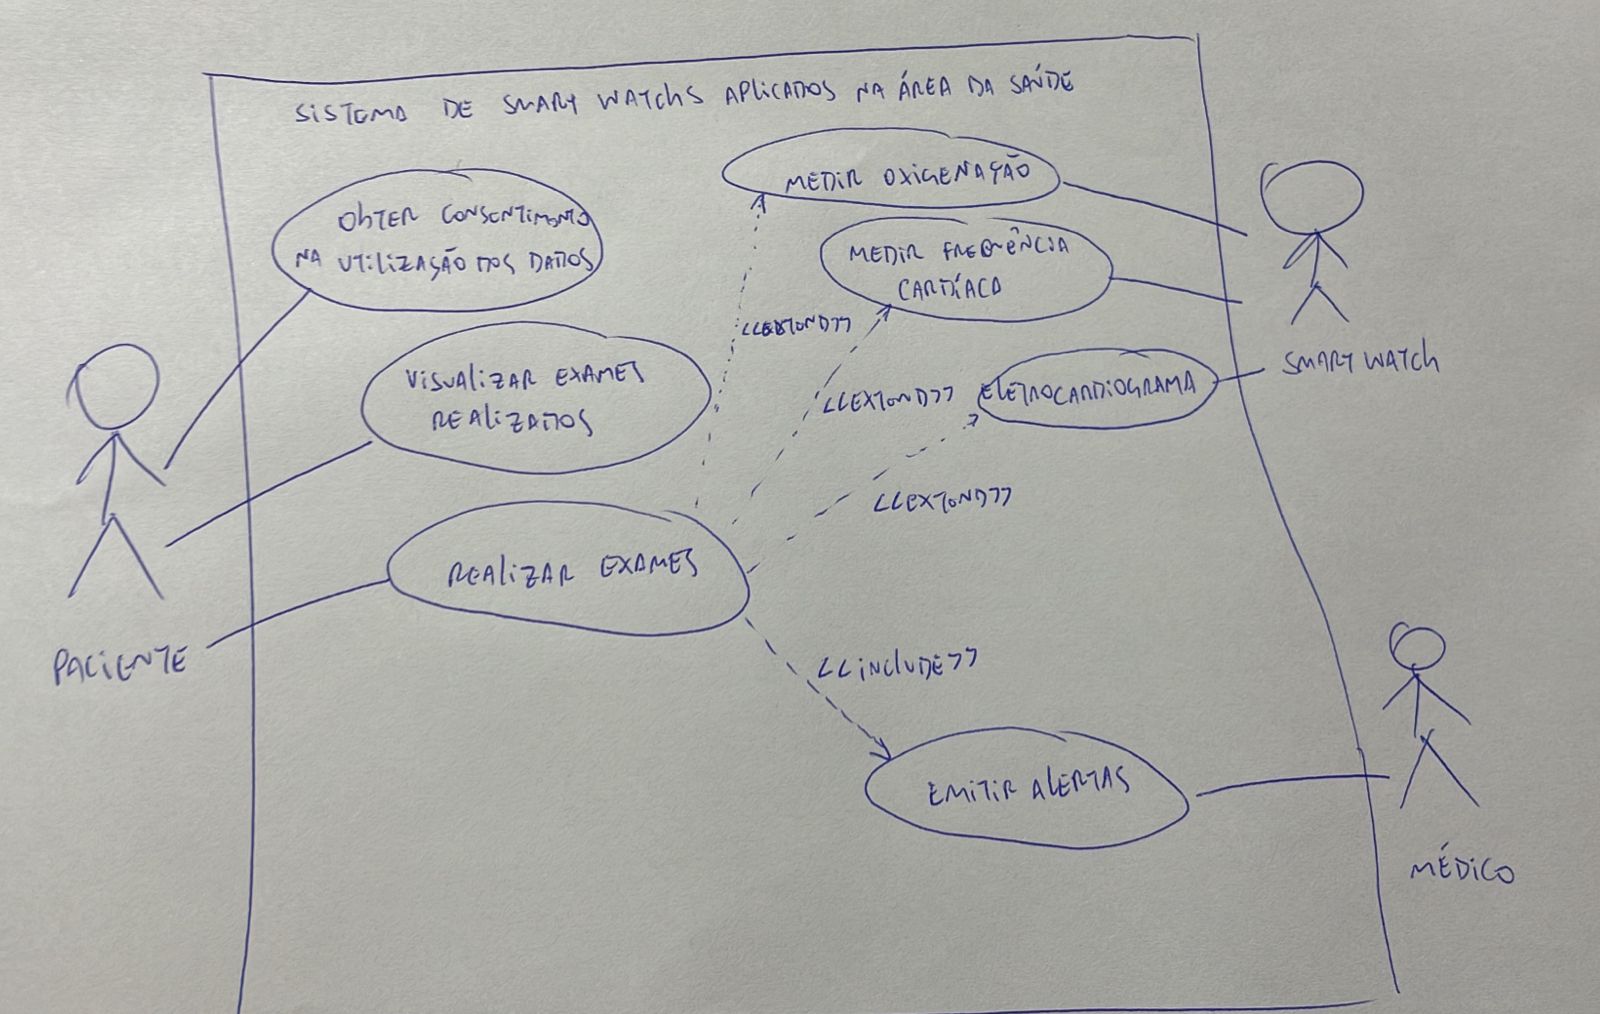 SISTEMA DE SMART WATCHS APLICADOS NA ÁREA DA SAÚDE
MEDIR OXIGENAÇÃO
OBTER CONSENTIMENTO
NA UTILIZAÇÃO DOS DADOS
MEDIR FREQUÊNCIA
CARDÍACA
<<EXTEND>>
SMART WATCH
VISUALIZAR EXAMES
REALIZADOS
<<EXTEND>>
ELETROCARDIOGRAMA
<<EXTEND>>
REALIZAR EXAMES
PACIENTE
<<INCLUDE>>
EMITIR ALERTAS
MÉDICO